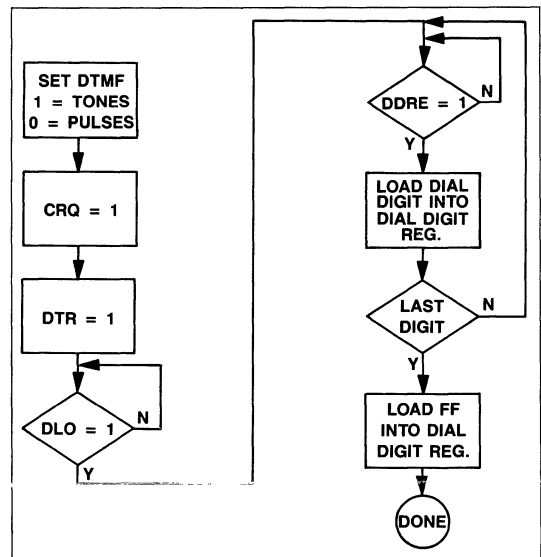 SET DTMF
1 = TONES
0 = PULSES
CRQ = 1
DTR = 1
DLO = 1
N
Y
DDRE = 1
N
Y
LOAD DIAL
DIGIT INTO
DIAL DIGIT
REG.
LAST
DIGIT
N
Y
LOAD FF
INTO DIAL
DIGIT REG.
DONE